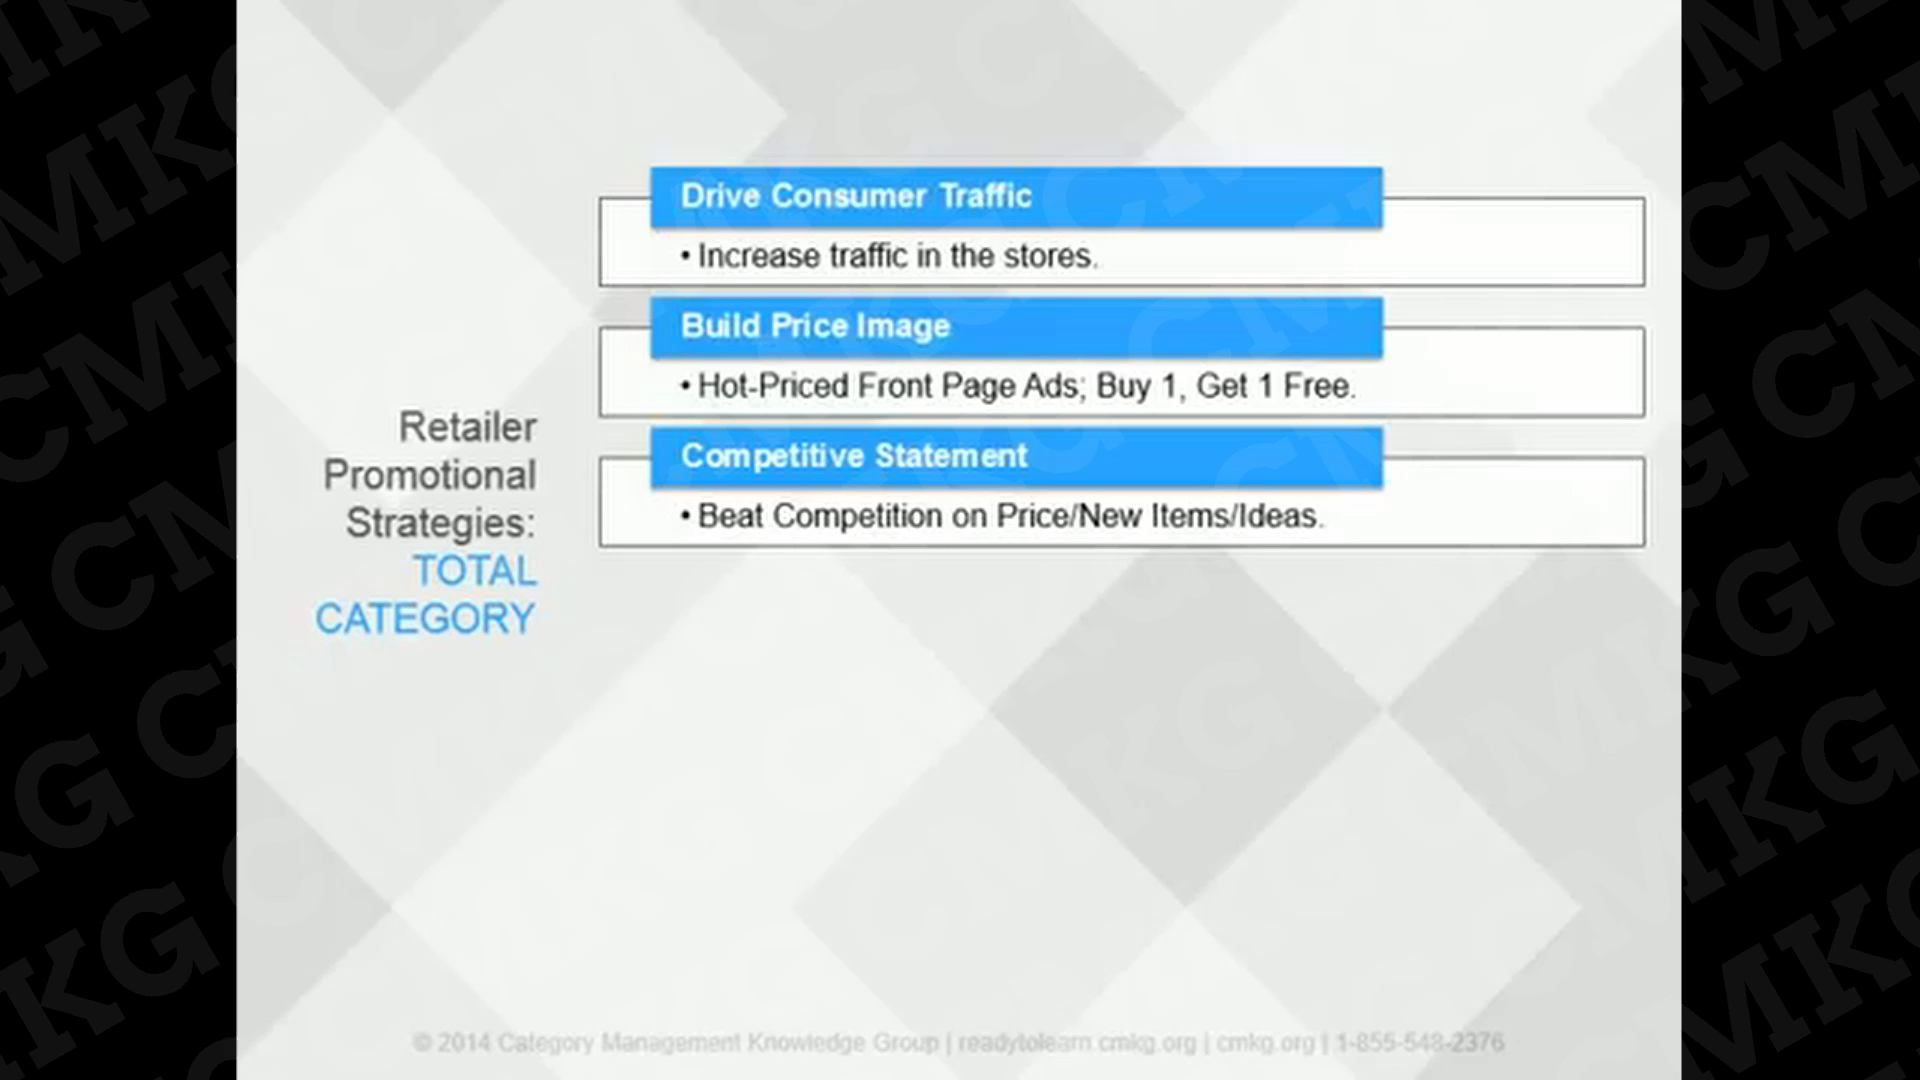 Retailer
Promotional
Strategies:
TOTAL
CATEGORY
Drive Consumer Traffic
• Increase traffic in the stores.
Build Price Image
• Hot-Priced Front Page Ads; Buy 1, Get 1 Free.
Competitive Statement
• Beat Competition on Price/New Items/Ideas.
© 2014 Category Management Knowledge Group | readytolearn.cmkg.org | cmkg.org | 1-855-548-2376